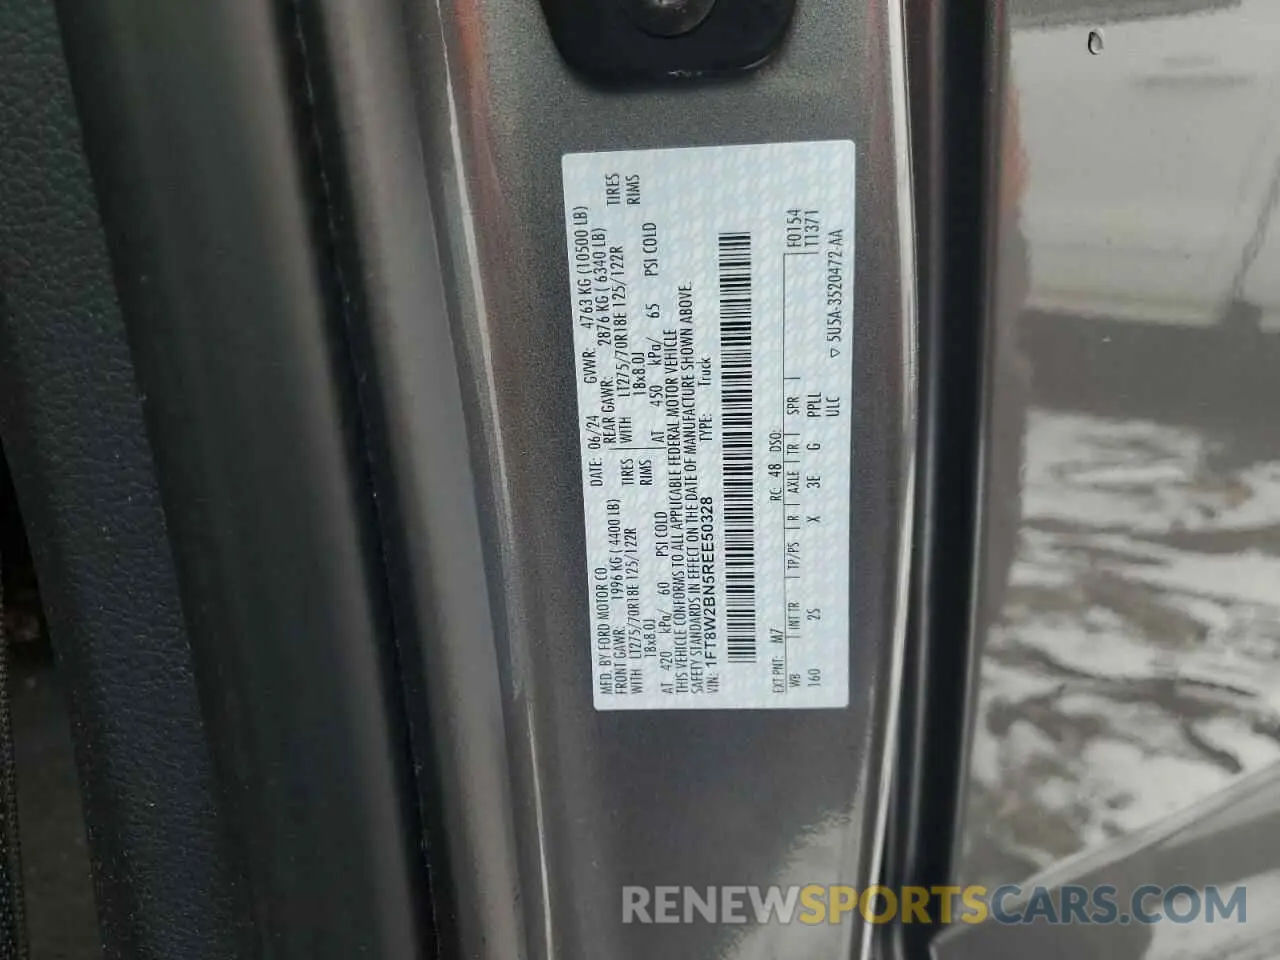 MFD. BY FORD MOTOR CO.
DATE: 06/24 GVWR: 4763 KG (10500 LB)
FRONT GAWR: 1996 KG (4400 LB) REAR GAWR: 2876 KG ( 6340 LB)
WITH LT275/70R18E 125/122R TIRES WITH LT275/70R18E 125/122R TIRES
18x8.0J RIMS 18x8.0J RIMS
AT 420 kPa/ 60 PSI COLD AT 450 kPa/ 65 PSI COLD
THIS VEHICLE CONFORMS TO ALL APPLICABLE FEDERAL MOTOR VEHICLE
SAFETY STANDARDS IN EFFECT ON THE DATE OF MANUFACTURE SHOWN ABOVE.
VIN: 1FT8W2BN5REE50328 TYPE: Truck
EXT PNT: M7 RC: 48 DSO: F0154
WB INT TR TP/PS R AXLE TR SPR T1371
160 2S X 3E G PPLL
ULC ▽ 5U5A-3520472-AA
RENEWSPORTSCARS.COM